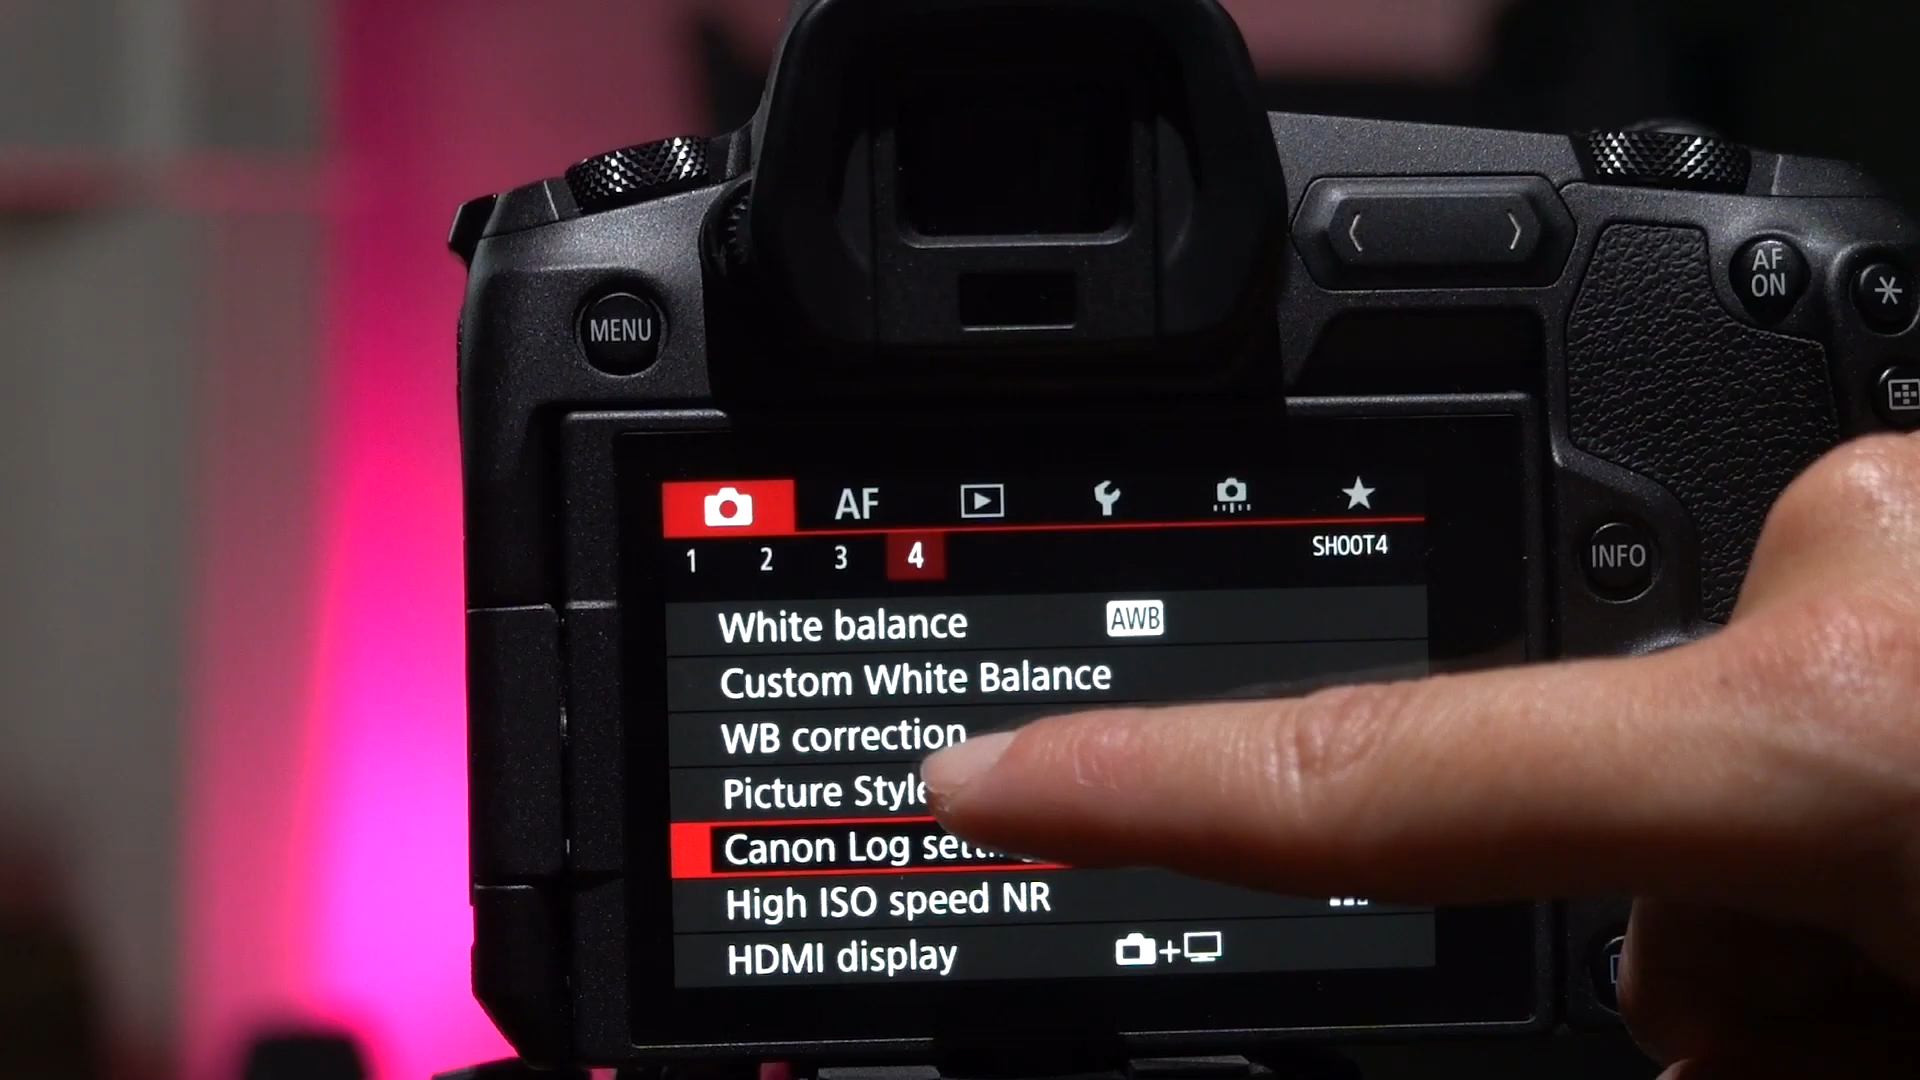 MENU
AF
ON
INFO
AF
1 2 3 4 SHOOT4
White balance AWB
Custom White Balance
WB correction
Picture Style
Canon Log
High ISO speed NR
HDMI display